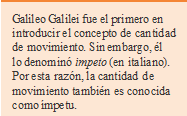 Galileo Galilei fue el primero en
introducir el concepto de cantidad
de movimiento. Sin embargo, él
lo denominó ímpeto (en italiano).
Por esta razón, la cantidad de
movimiento también es conocida
como ímpetu.